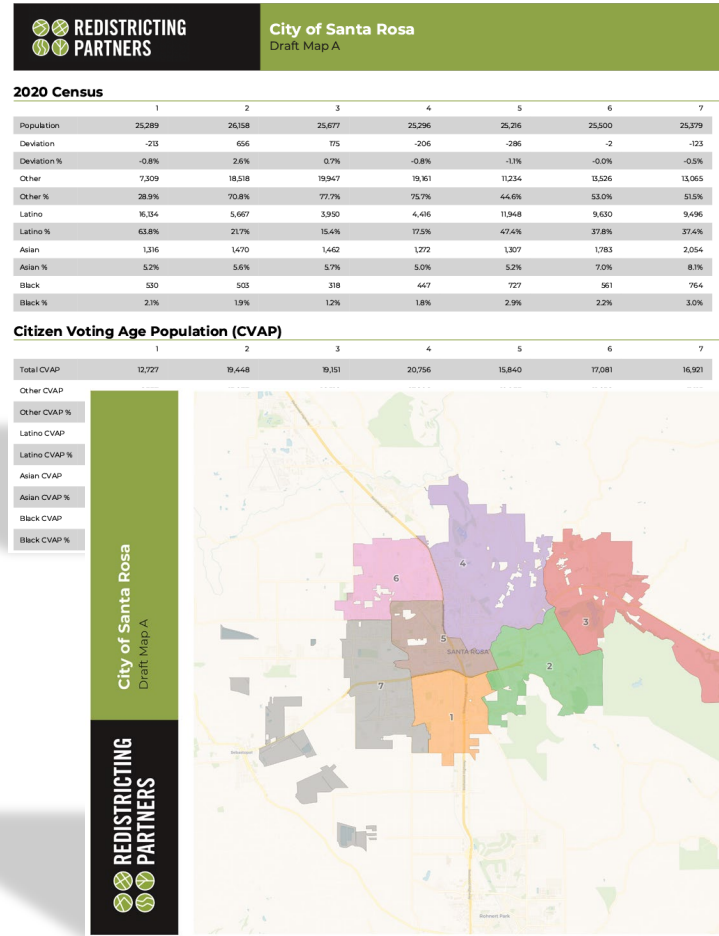 REDISTRICTING
PARTNERS
City of Santa Rosa
Draft Map A
2020 Census
1 2 3 4 5 6 7
Population 25,289 26,158 25,677 25,296 25,216 25,500 25,379
Deviation -213 656 175 -206 -286 -2 -123
Deviation % -0.8% 2.6% 0.7% -0.8% -1.1% -0.0% -0.5%
Other 7,309 18,518 19,947 19,161 11,234 13,526 13,065
Other % 28.9% 70.8% 77.7% 75.7% 44.6% 53.0% 51.5%
Latino 16,134 5,667 3,950 4,416 11,948 9,630 9,496
Latino % 63.8% 21.7% 15.4% 17.5% 47.4% 37.8% 37.4%
Asian 1,316 1,470 1,462 1,272 1,307 1,783 2,054
Asian % 5.2% 5.6% 5.7% 5.0% 5.2% 7.0% 8.1%
Black 530 503 318 447 727 561 764
Black % 2.1% 1.9% 1.2% 1.8% 2.9% 2.2% 3.0%
Citizen Voting Age Population (CVAP)
1 2 3 4 5 6 7
Total CVAP 12,727 19,448 19,151 20,756 15,840 17,081 16,921
Other CVAP
Other CVAP %
Latino CVAP
Latino CVAP %
Asian CVAP
Asian CVAP %
Black CVAP
Black CVAP %
City of Santa Rosa
Draft Map A
REDISTRICTING
PARTNERS
4
6
3
5
SANTA ROSA
2
7
1
Sebastopol
Rohnert Park